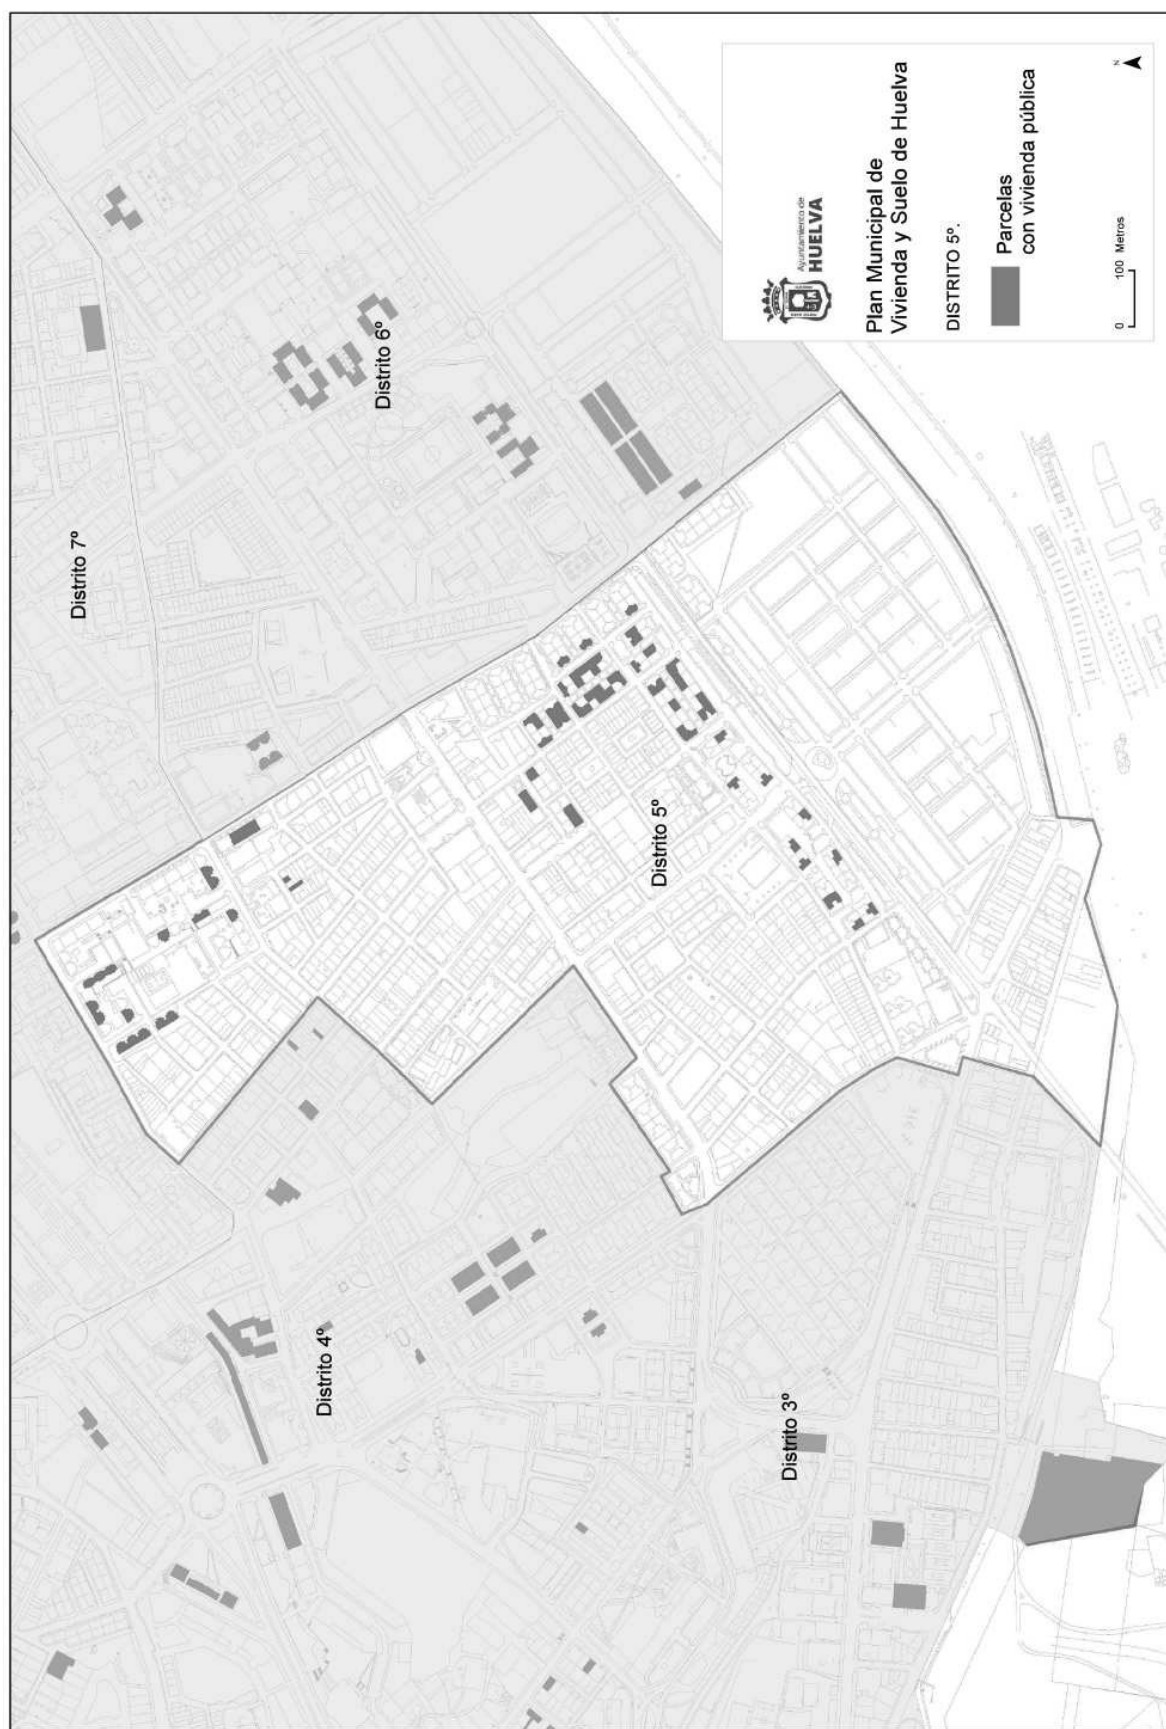 Ayuntamiento de
HUELVA
Plan Municipal de
Vivienda y Suelo de Huelva
DISTRITO 5º.
Parcelas
con vivienda pública
0 100 Metros
N
Distrito 7º
Distrito 6º
Distrito 5º
Distrito 4º
Distrito 3º